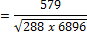 = 579 / √(288 x 6896)